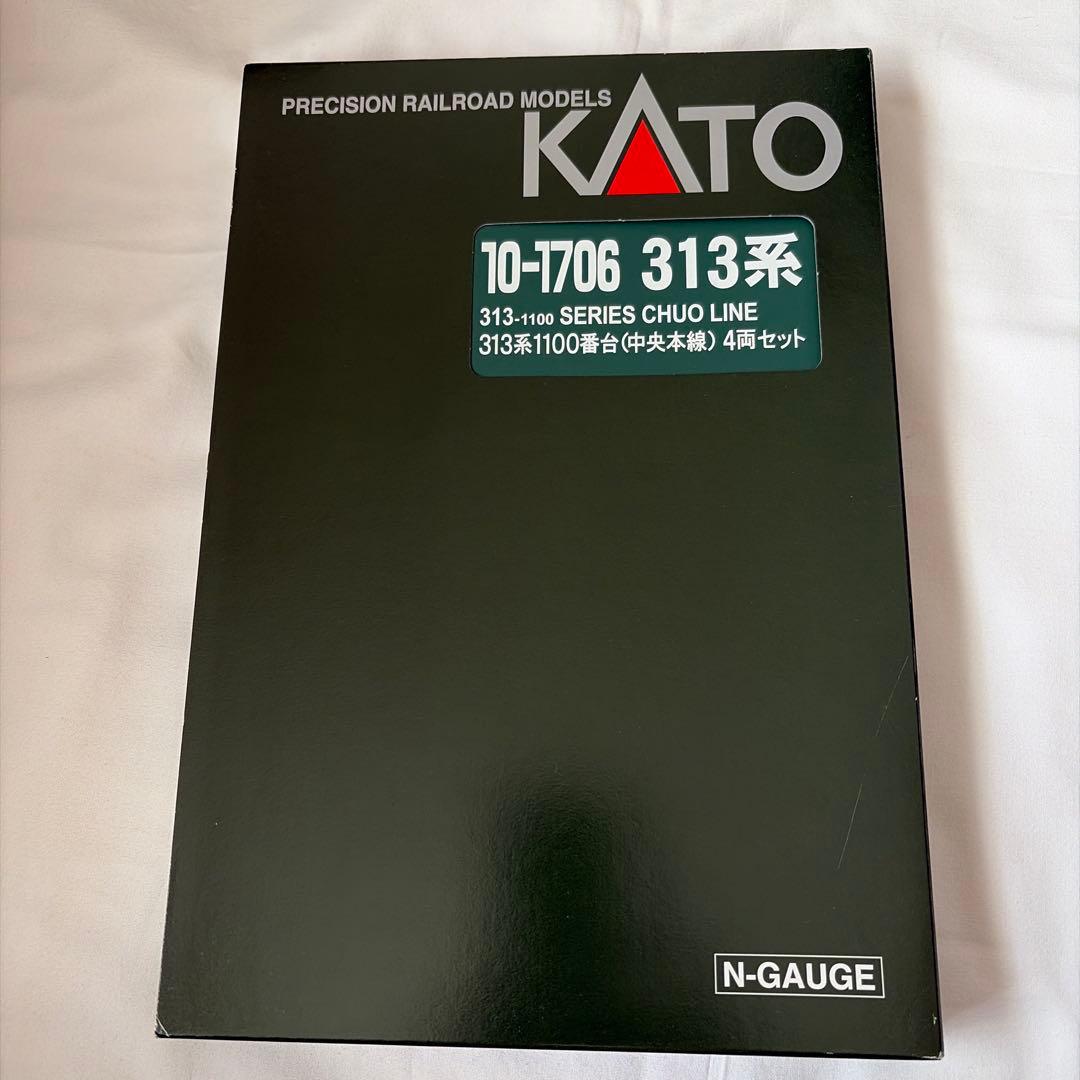 PRECISION RAILROAD MODELS
KATO
10-1706 313系
313-1100 SERIES CHUO LINE
313系1100番台(中央本線) 4両セット
N-GAUGE